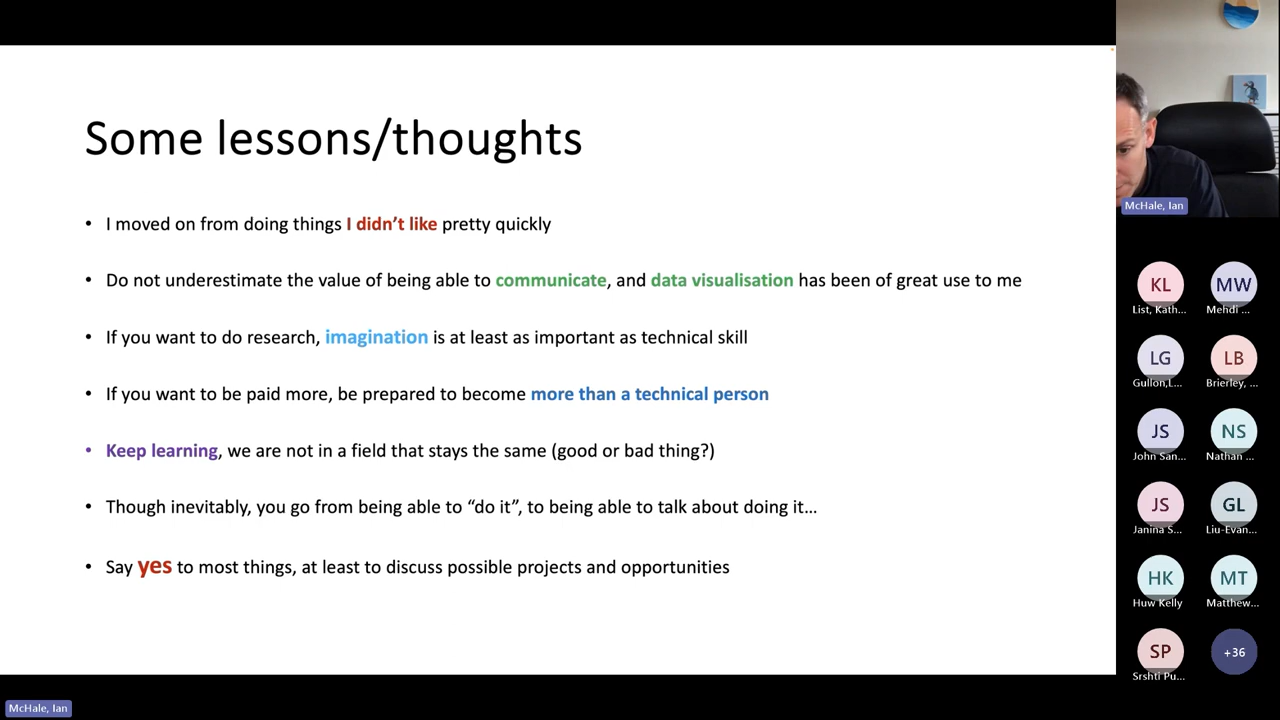 Some lessons/thoughts
• I moved on from doing things I didn’t like pretty quickly
• Do not underestimate the value of being able to communicate, and data visualisation has been of great use to me
• If you want to do research, imagination is at least as important as technical skill
• If you want to be paid more, be prepared to become more than a technical person
• Keep learning, we are not in a field that stays the same (good or bad thing?)
• Though inevitably, you go from being able to “do it”, to being able to talk about doing it…
• Say yes to most things, at least to discuss possible projects and opportunities
McHale, Ian
McHale, Ian
KL MW
List, Kath... Mehdi ...
LG LB
Gullon,L... Brierley, ...
JS NS
John San... Nathan ...
JS GL
Janina S... Liu-Evan...
HK MT
Huw Kelly Matthew...
SP +36
Srshti Pu...